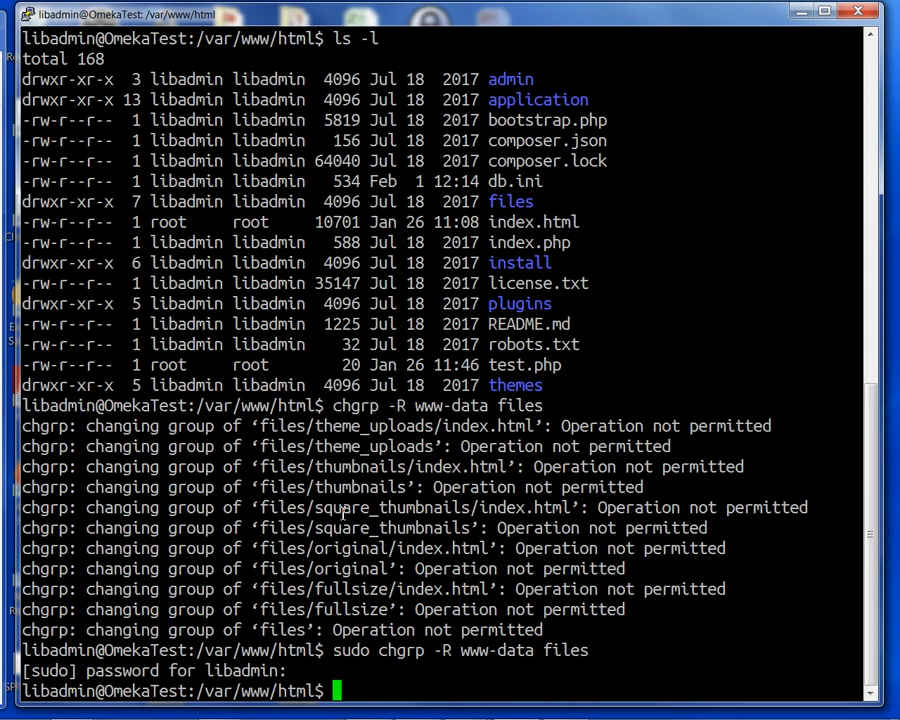 OmekaTest: /var/www/html
libadmin@OmekaTest:/var/www/html$ ls -l
total 168
drwxr-xr-x  3 libadmin libadmin  4096 Jul 18  2017 admin
drwxr-xr-x 13 libadmin libadmin  4096 Jul 18  2017 application
-rw-r--r--  1 libadmin libadmin  5819 Jul 18  2017 bootstrap.php
-rw-r--r--  1 libadmin libadmin   156 Jul 18  2017 composer.json
-rw-r--r--  1 libadmin libadmin 64040 Jul 18  2017 composer.lock
-rw-r--r--  1 libadmin libadmin   534 Feb  1 12:14 db.ini
drwxr-xr-x  7 libadmin libadmin  4096 Jul 18  2017 files
-rw-r--r--  1 root     root     10701 Jan 26 11:08 index.html
-rw-r--r--  1 libadmin libadmin   588 Jul 18  2017 index.php
drwxr-xr-x  6 libadmin libadmin  4096 Jul 18  2017 install
-rw-r--r--  1 libadmin libadmin 35147 Jul 18  2017 license.txt
drwxr-xr-x  5 libadmin libadmin  4096 Jul 18  2017 plugins
-rw-r--r--  1 libadmin libadmin  1225 Jul 18  2017 README.md
-rw-r--r--  1 libadmin libadmin    32 Jul 18  2017 robots.txt
-rw-r--r--  1 root     root        20 Jan 26 11:46 test.php
drwxr-xr-x  5 libadmin libadmin  4096 Jul 18  2017 themes
libadmin@OmekaTest:/var/www/html$ chgrp -R www-data files
chgrp: changing group of ‘files/theme_uploads/index.html’: Operation not permitted
chgrp: changing group of ‘files/theme_uploads’: Operation not permitted
chgrp: changing group of ‘files/thumbnails/index.html’: Operation not permitted
chgrp: changing group of ‘files/thumbnails’: Operation not permitted
chgrp: changing group of ‘files/square_thumbnails/index.html’: Operation not permitted
chgrp: changing group of ‘files/square_thumbnails’: Operation not permitted
chgrp: changing group of ‘files/original/index.html’: Operation not permitted
chgrp: changing group of ‘files/original’: Operation not permitted
chgrp: changing group of ‘files/fullsize/index.html’: Operation not permitted
chgrp: changing group of ‘files/fullsize’: Operation not permitted
chgrp: changing group of ‘files’: Operation not permitted
libadmin@OmekaTest:/var/www/html$ sudo chgrp -R www-data files
[sudo] password for libadmin:
libadmin@OmekaTest:/var/www/html$